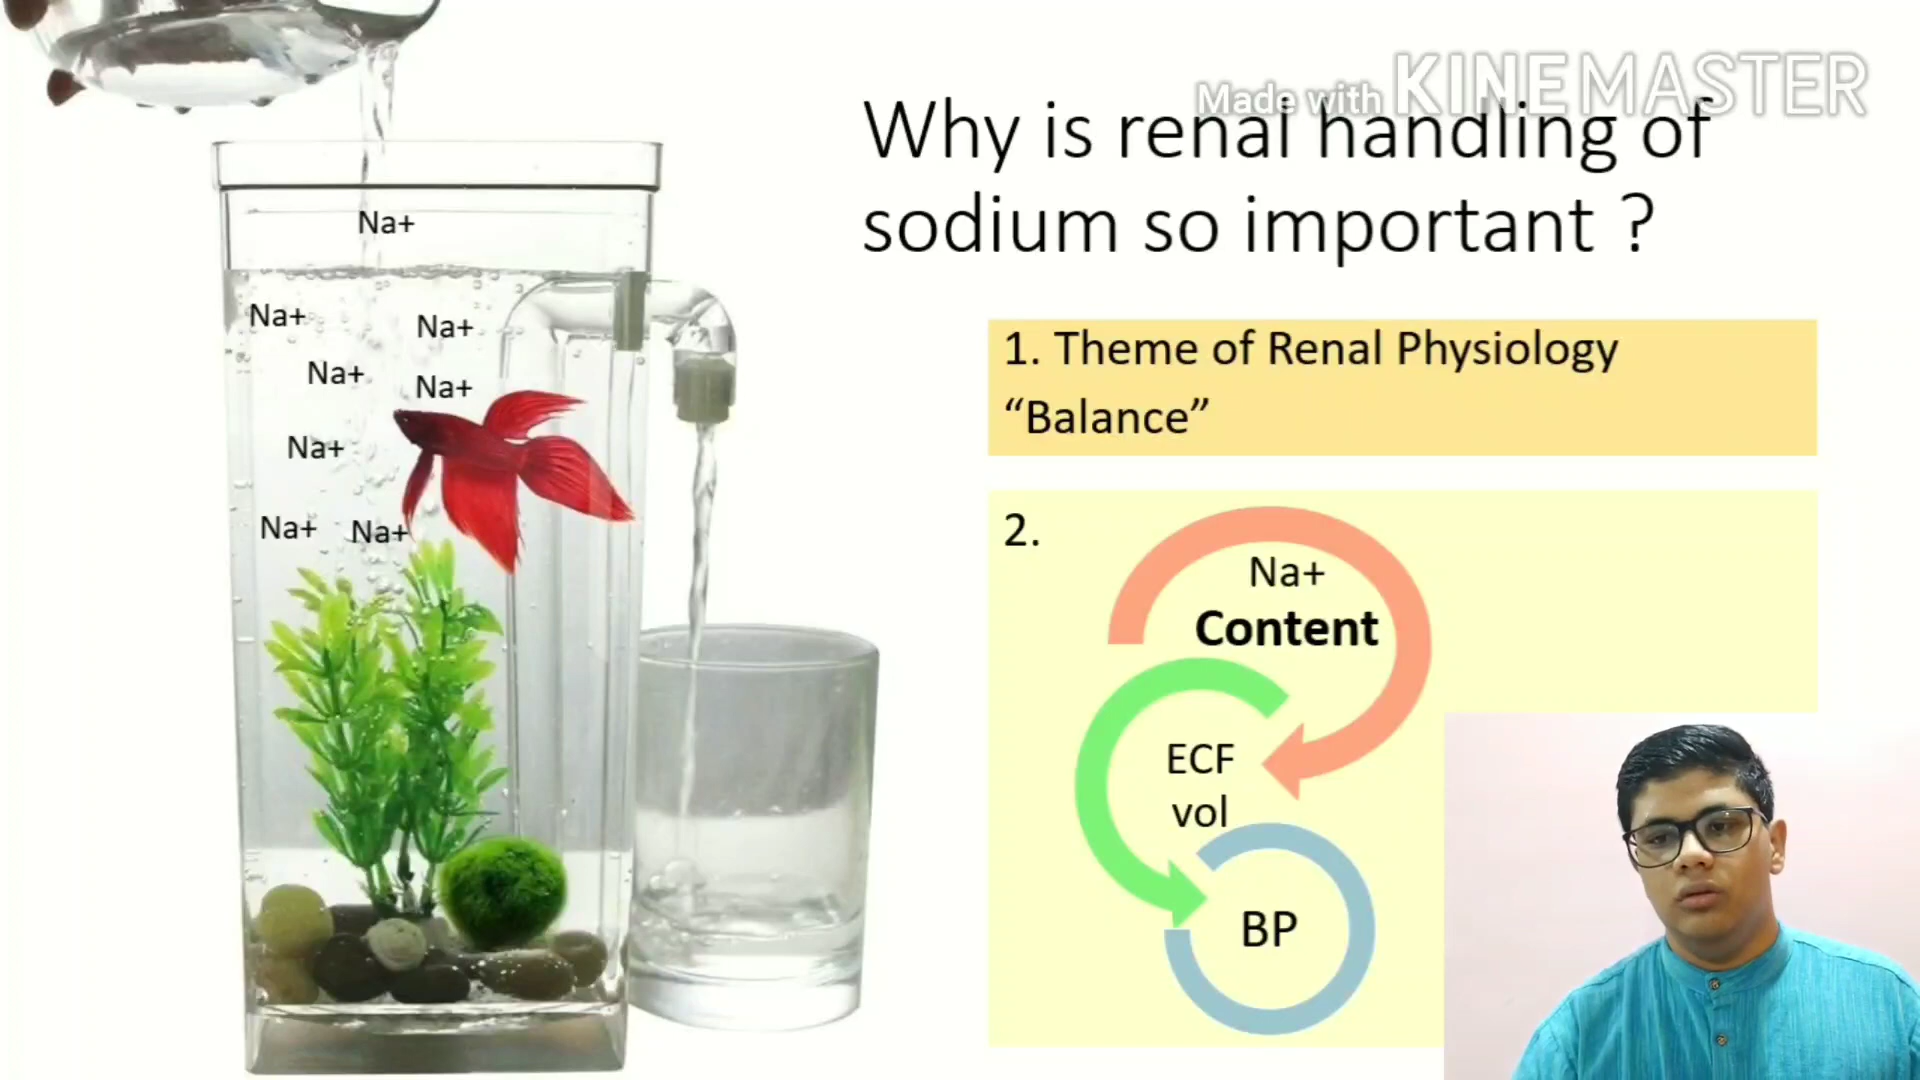 Made with KINEMASTER
Why is renal handling of
sodium so important ?
Na+
Na+
Na+
Na+
Na+
Na+
Na+
Na+
1. Theme of Renal Physiology
“Balance”
2.
Na+
Content
ECF
vol
BP